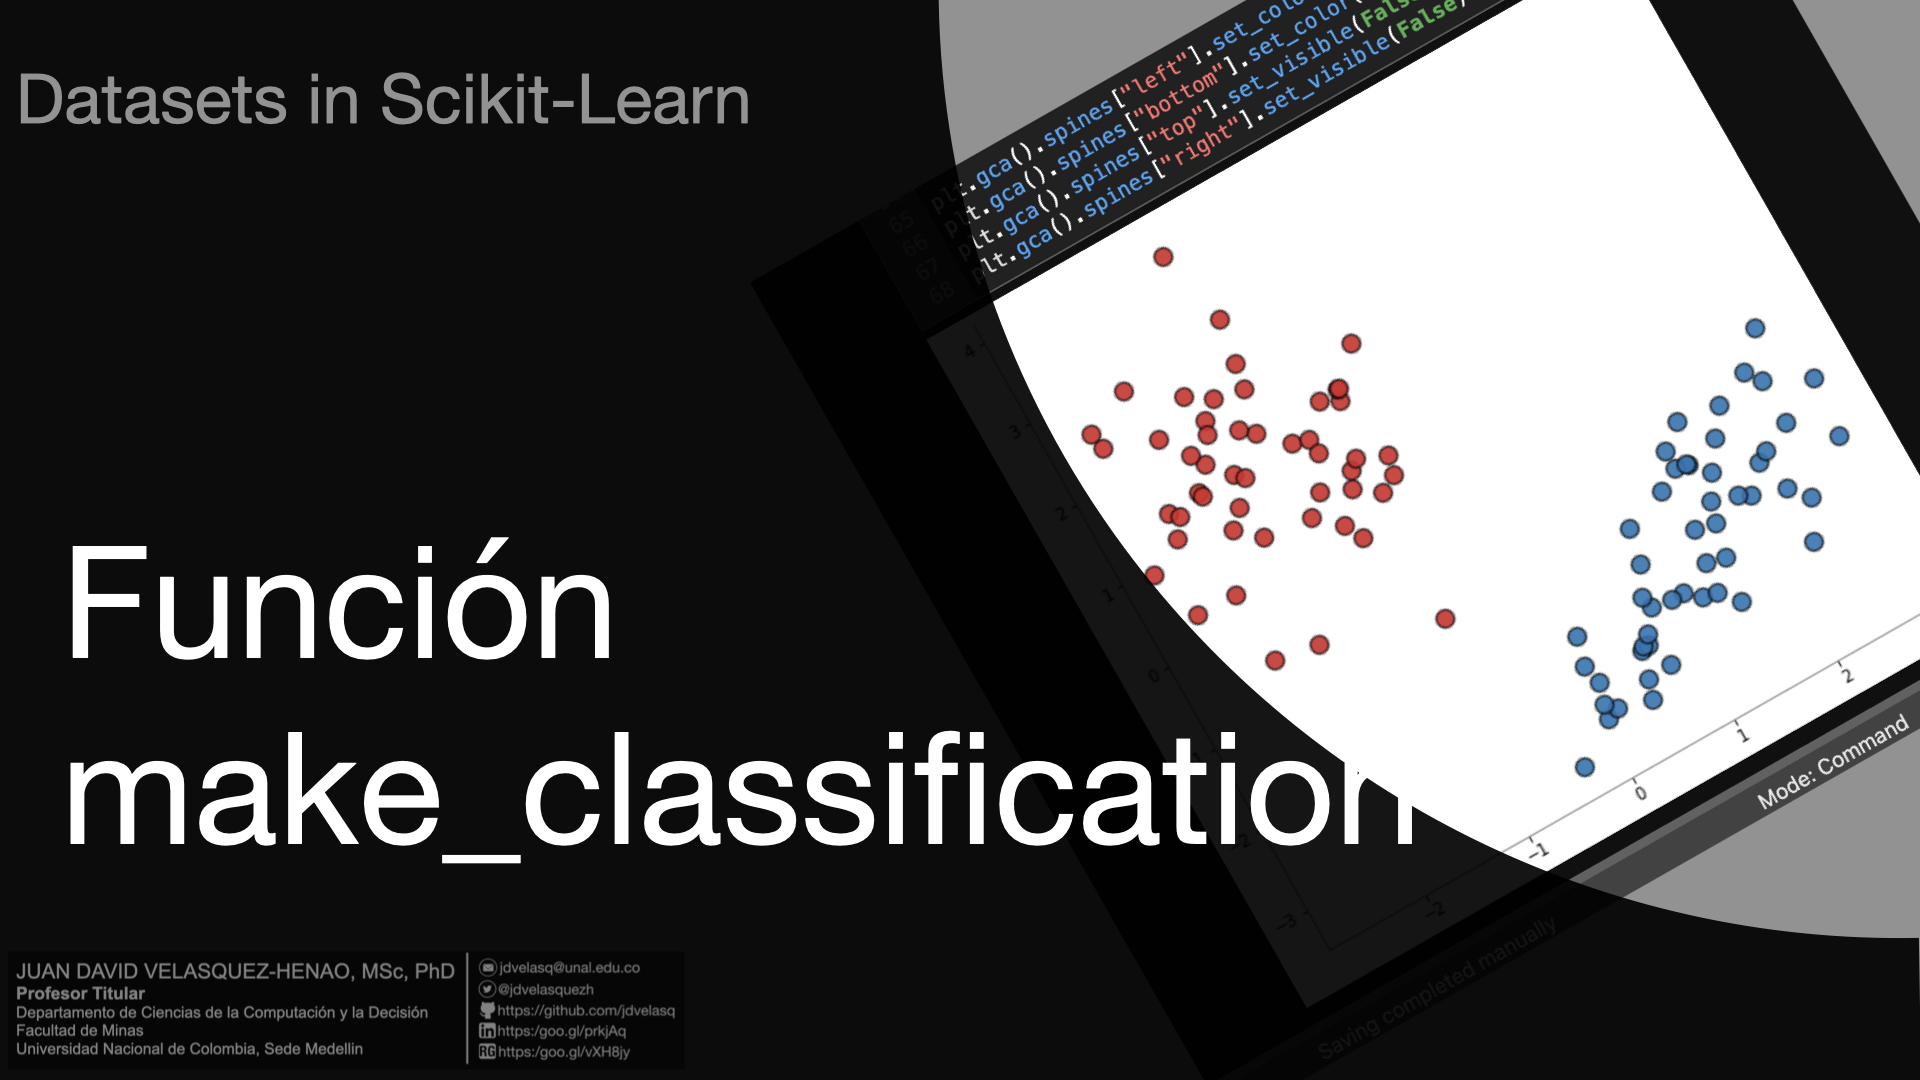 Datasets in Scikit-Learn
plt.gca().spines["left"].set_colo
plt.gca().spines["bottom"].set_color(
plt.gca().spines["top"].set_visible(Fals
plt.gca().spines["right"].set_visible(False)
65
66
67
68
4
3
2
1
0
-1
-2
-3
-2
-1
0
1
2
Mode: Command
Saving completed manually
Función
make_classification
JUAN DAVID VELASQUEZ-HENAO, MSc, PhD
Profesor Titular
Departamento de Ciencias de la Computación y la Decisión
Facultad de Minas
Universidad Nacional de Colombia, Sede Medellin
jdvelasq@unal.edu.co
@jdvelasquezh
https://github.com/jdvelasq
in https:/goo.gl/prkjAq
RG https:/goo.gl/vXH8jy